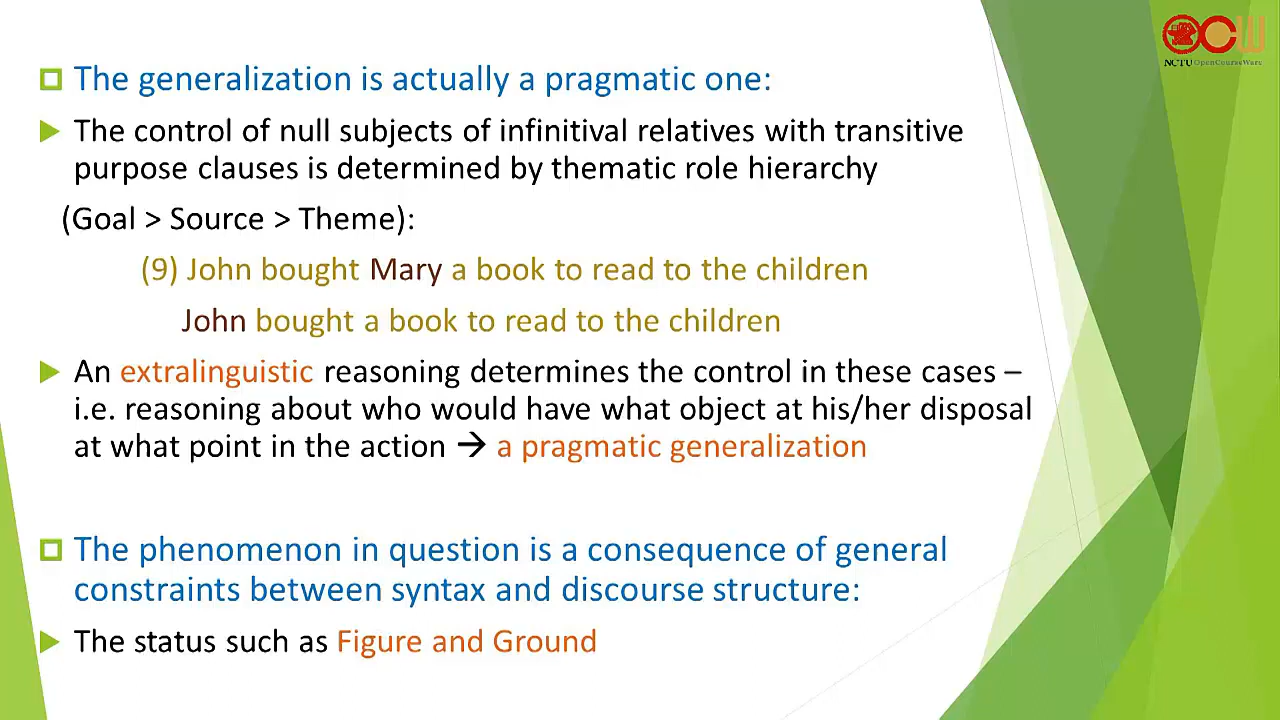 OCW
NCTU OpenCourseWare
The generalization is actually a pragmatic one:
The control of null subjects of infinitival relatives with transitive
purpose clauses is determined by thematic role hierarchy
(Goal > Source > Theme):
(9) John bought Mary a book to read to the children
John bought a book to read to the children
An extralinguistic reasoning determines the control in these cases –
i.e. reasoning about who would have what object at his/her disposal
at what point in the action → a pragmatic generalization
The phenomenon in question is a consequence of general
constraints between syntax and discourse structure:
The status such as Figure and Ground